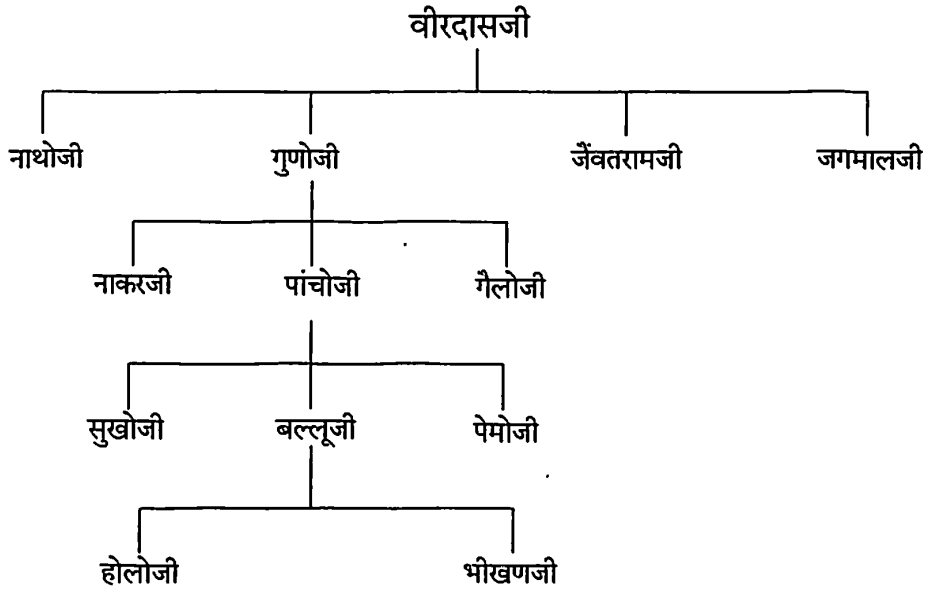 वीरदासजी
नाथोजी गुणोजी जैंवतरामजी जगमालजी
नाकरजी पांचोजी गैलोजी
सुखोजी बल्लूजी पेमोजी
होलोजी भीखणजी